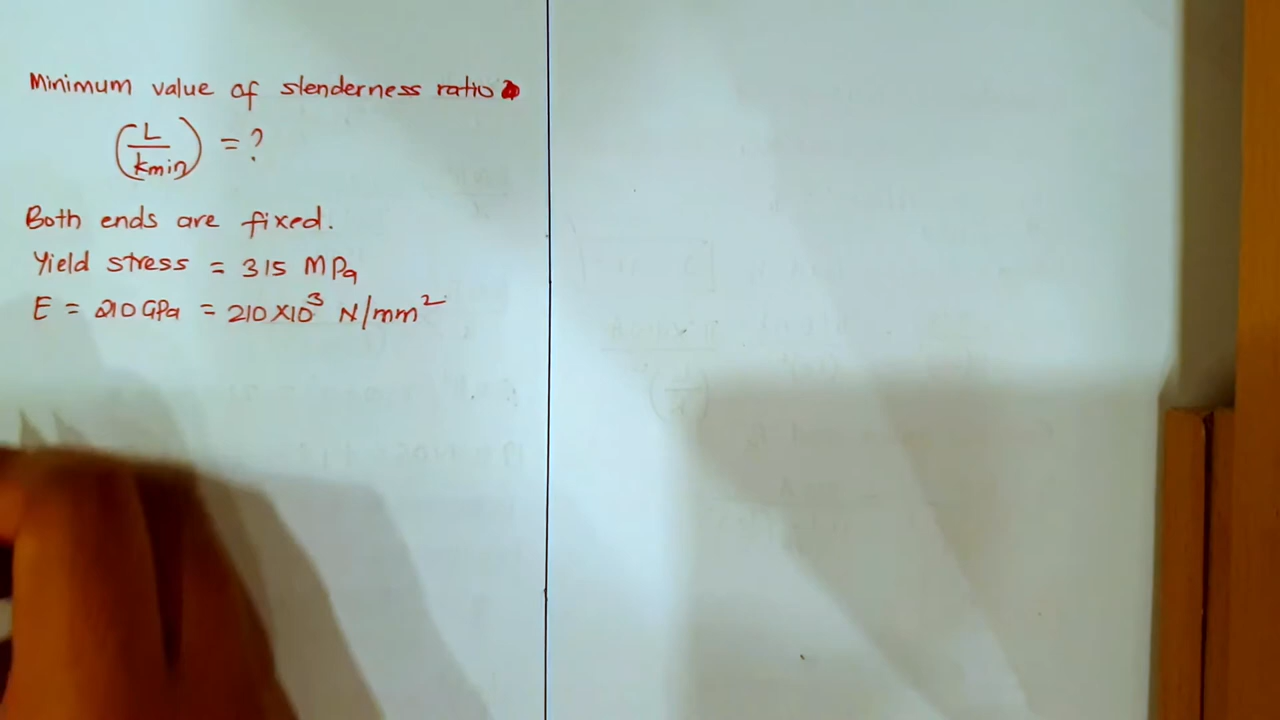 Minimum value of slenderness ratio
(L/kmin) = ?
Both ends are fixed.
Yield stress = 315 MPa
E = 210 GPa = 210×10³ N/mm²